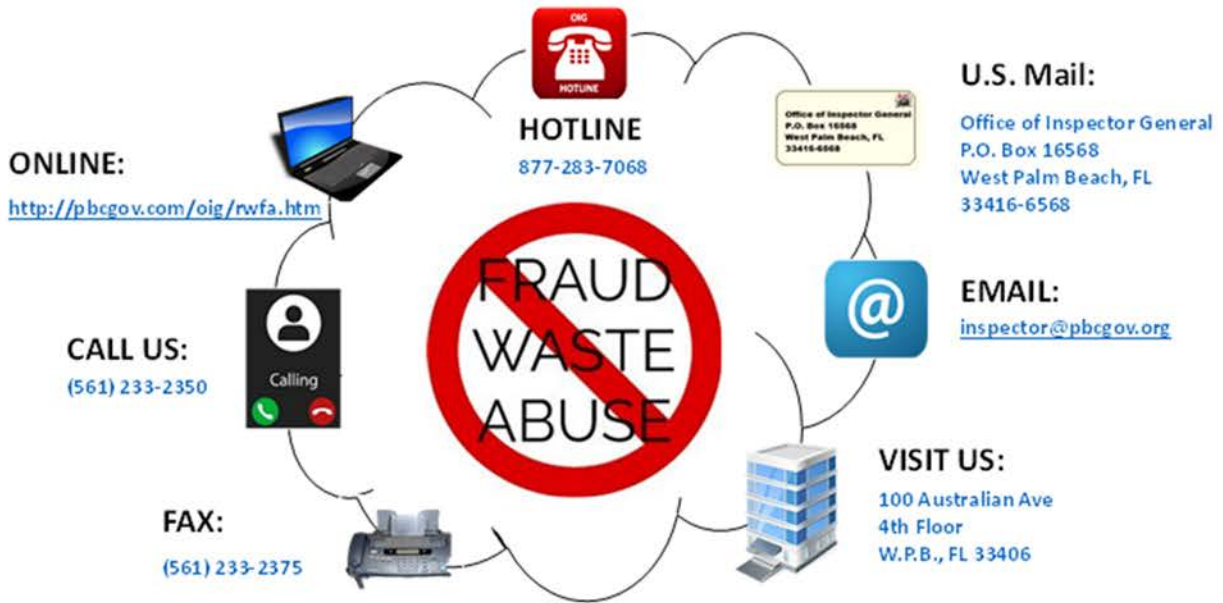 OIG
HOTLINE
HOTLINE
877-283-7068
Office of Inspector General
P.O. Box 16568
West Palm Beach, FL
33416-6568
U.S. Mail:
Office of Inspector General
P.O. Box 16568
West Palm Beach, FL
33416-6568
ONLINE:
http://pbcgov.com/oig/rwfa.htm
FRAUD
WASTE
ABUSE
@
EMAIL:
inspector@pbcgov.org
CALL US:
(561) 233-2350
Calling
VISIT US:
100 Australian Ave
4th Floor
W.P.B., FL 33406
FAX:
(561) 233-2375